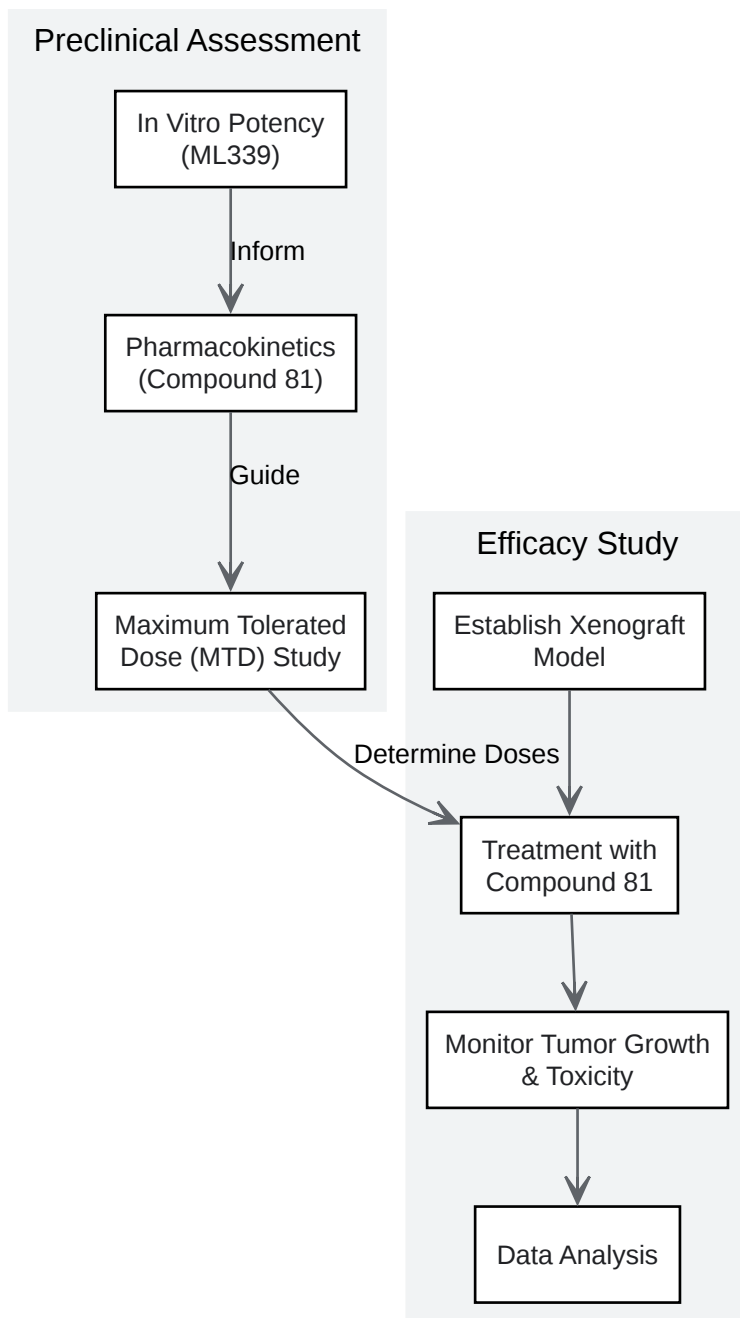 Preclinical Assessment
In Vitro Potency
(ML339)
Inform
Pharmacokinetics
(Compound 81)
Guide
Maximum Tolerated
Dose (MTD) Study
Efficacy Study
Establish Xenograft
Model
Determine Doses
Treatment with
Compound 81
Monitor Tumor Growth
& Toxicity
Data Analysis